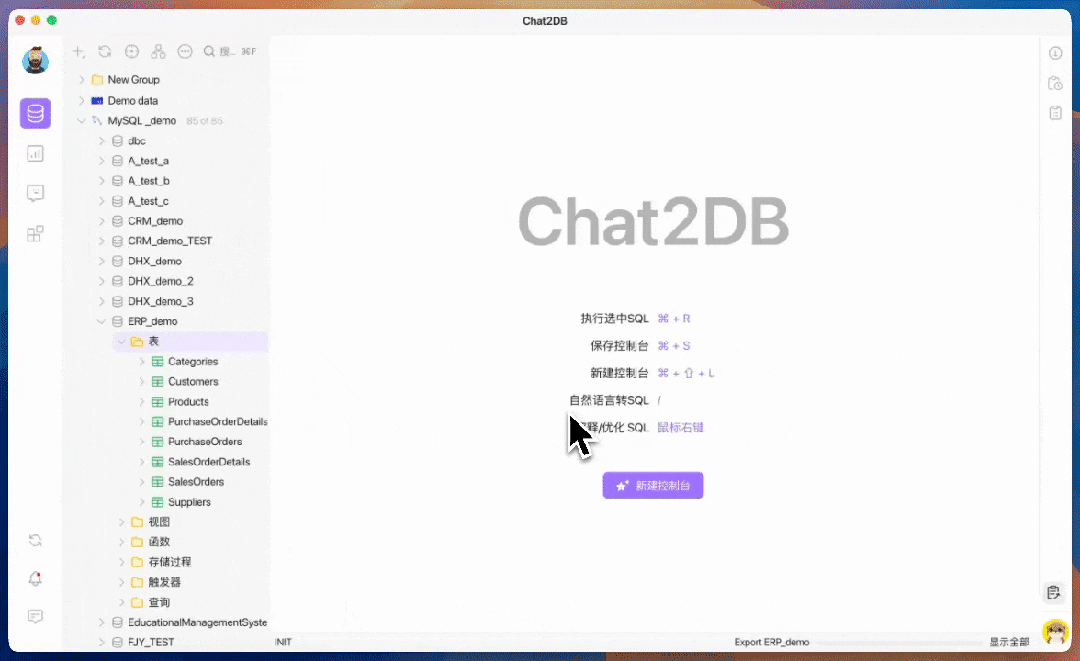 Chat2DB
搜... ⌘F
New Group
Demo data
MySQL_demo 85 of 85
dbc
A_test_a
A_test_b
A_test_c
CRM_demo
CRM_demo_TEST
DHX_demo
DHX_demo_2
DHX_demo_3
ERP_demo
表
Categories
Customers
Products
PurchaseOrderDetails
PurchaseOrders
SalesOrderDetails
SalesOrders
Suppliers
视图
函数
存储过程
触发器
查询
EducationalManagementSyste
FJY_TEST
Chat2DB
执行选中SQL ⌘ + R
保存控制台 ⌘ + S
新建控制台 ⌘ + ⇧ + L
自然语言转SQL /
释/优化 SQL 鼠标右键
新建控制台
INIT
Export ERP_demo
显示全部